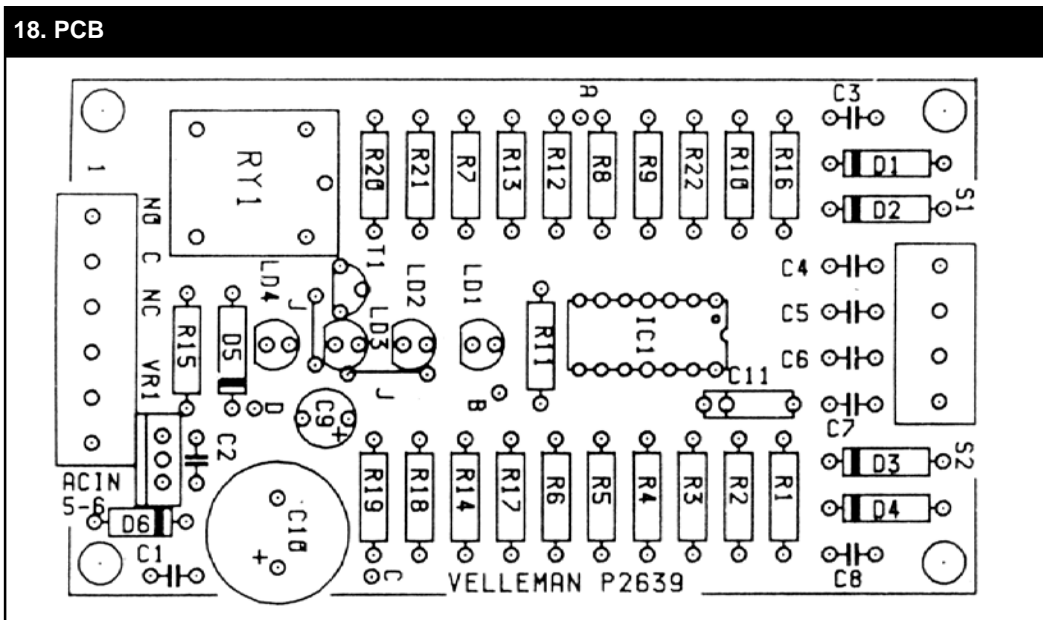 18. PCB
A
C3
1
RY1
R20
R21
R7
R13
R12
R8
R9
R22
R10
R16
D1
D2
S1
NO
C
NC
VR1
T1
LD4
J
LD3
LD2
LD1
R15
D5
R11
IC1
C4
C5
C6
C11
C7
D
C9
+
J
B
C2
ACIN
5-6
D6
C1
C10
+
R19
R18
R14
R17
R6
R5
R4
R3
R2
R1
D3
D4
S2
C8
C
VELLEMAN P2639